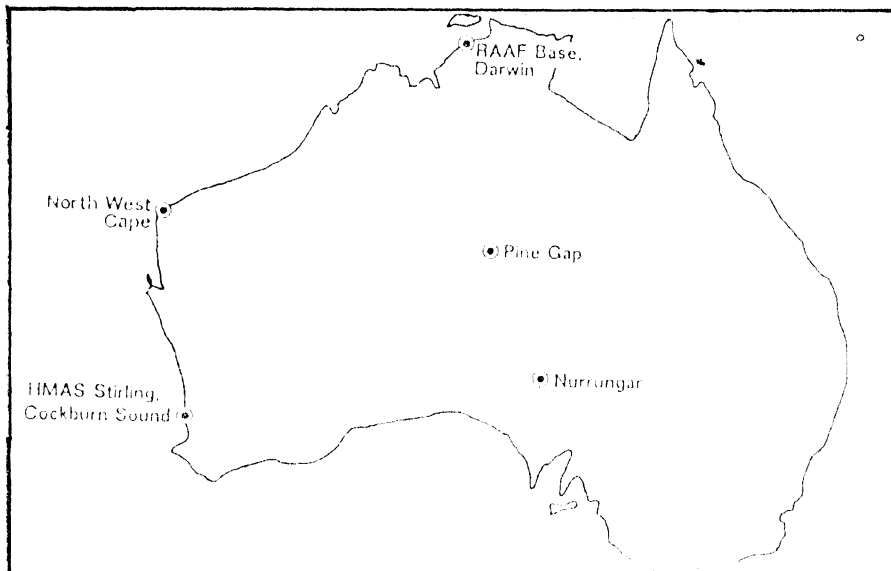 RAAF Base,
Darwin
North West
Cape
Pine Gap
Nurrungar
HMAS Stirling,
Cockburn Sound